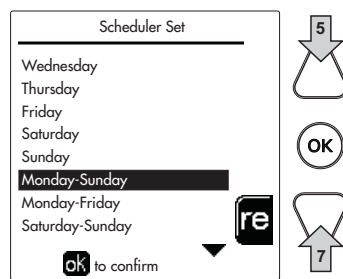 Scheduler Set
Wednesday
Thursday
Friday
Saturday
Sunday
Monday-Sunday
Monday-Friday
Saturday-Sunday
re
ok to confirm
5
OK
7